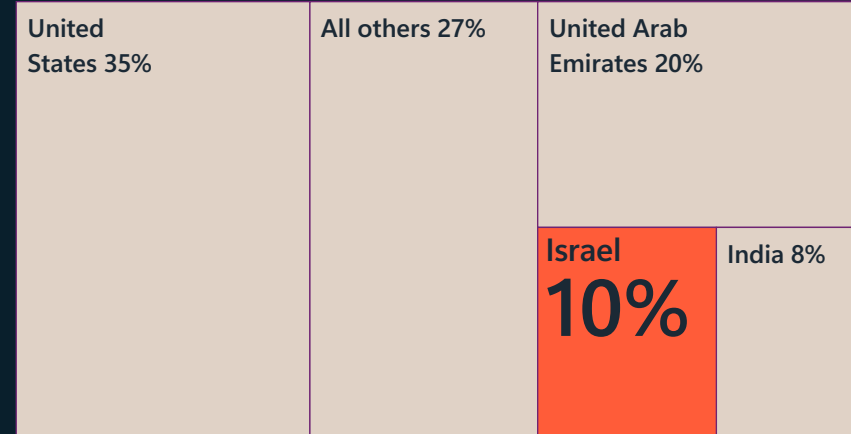 United
States 35%
All others 27%
United Arab
Emirates 20%
Israel
10%
India 8%